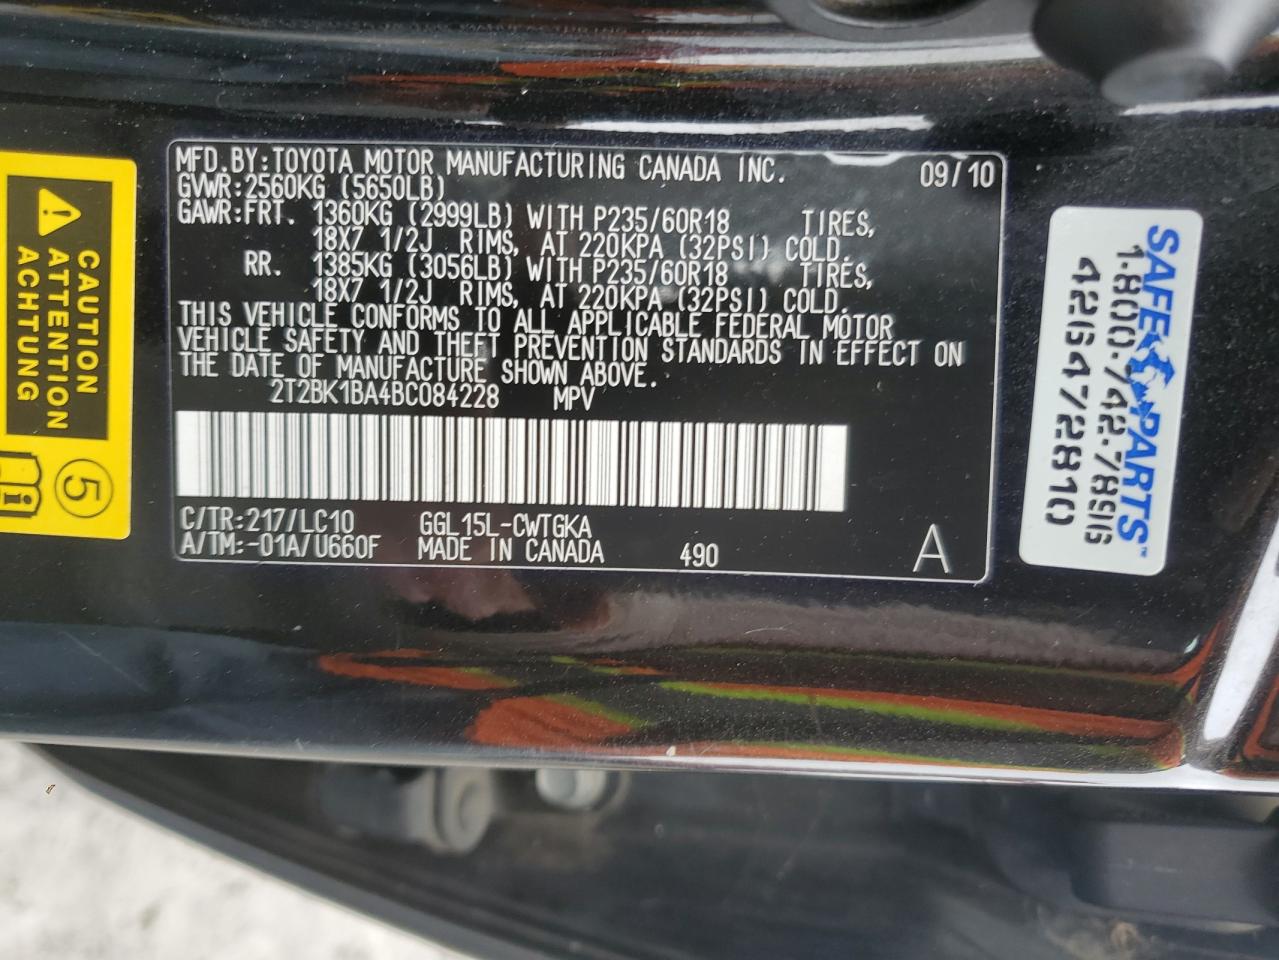 MFD.BY:TOYOTA MOTOR MANUFACTURING CANADA INC. 09/10
GVWR:2560KG (5650LB)
GAWR:FRT. 1360KG (2999LB) WITH P235/60R18 TIRES,
18X7 1/2J RIMS, AT 220KPA (32PSI) COLD.
RR. 1385KG (3056LB) WITH P235/60R18 TIRES,
18X7 1/2J RIMS, AT 220KPA (32PSI) COLD.
THIS VEHICLE CONFORMS TO ALL APPLICABLE FEDERAL MOTOR
VEHICLE SAFETY AND THEFT PREVENTION STANDARDS IN EFFECT ON
THE DATE OF MANUFACTURE SHOWN ABOVE.
2T2BK1BA4BC084228 MPV
C/TR:217/LC10 GGL15L-CWTGKA
A/TM:-01A/U660F MADE IN CANADA 490 A
CAUTION
ATTENTION
ACHTUNG
5
i
SAFE PARTS™
1-800-742-7896
426472810